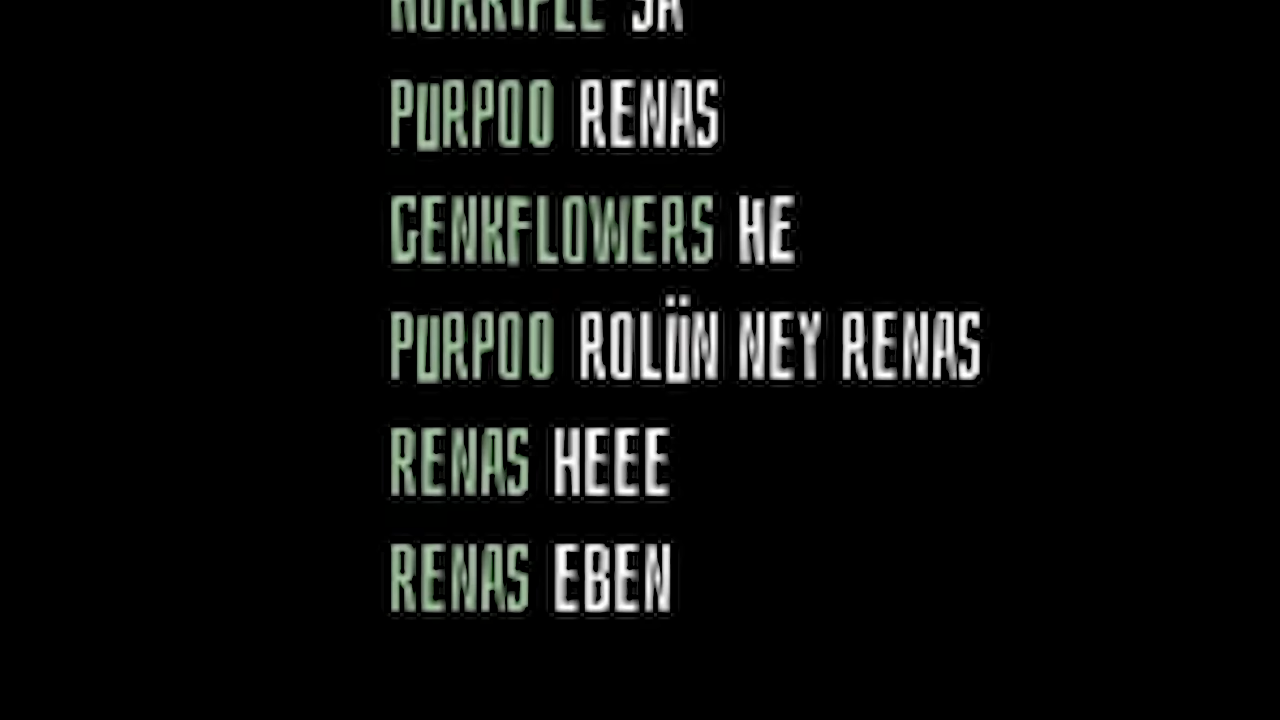 PURPOO RENAS
GENKFLOWERS HE
PURPOO ROLÜN NEY RENAS
RENAS HEEE
RENAS EBEN